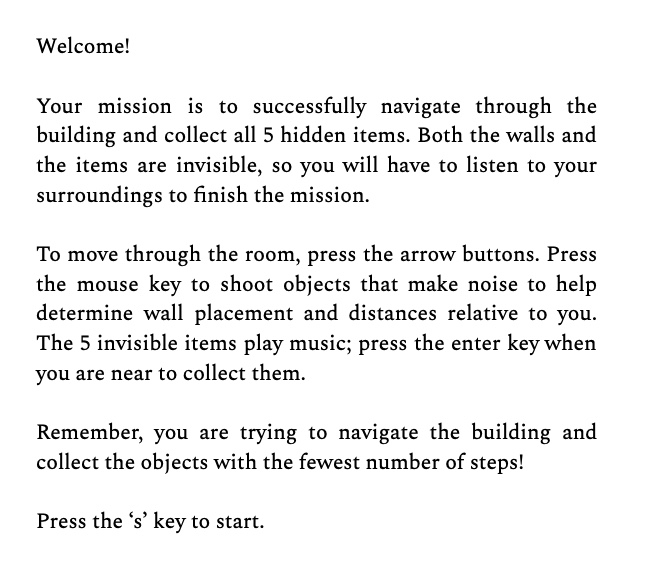 Welcome!
Your mission is to successfully navigate through the
building and collect all 5 hidden items. Both the walls and
the items are invisible, so you will have to listen to your
surroundings to finish the mission.
To move through the room, press the arrow buttons. Press
the mouse key to shoot objects that make noise to help
determine wall placement and distances relative to you.
The 5 invisible items play music; press the enter key when
you are near to collect them.
Remember, you are trying to navigate the building and
collect the objects with the fewest number of steps!
Press the ‘s’ key to start.